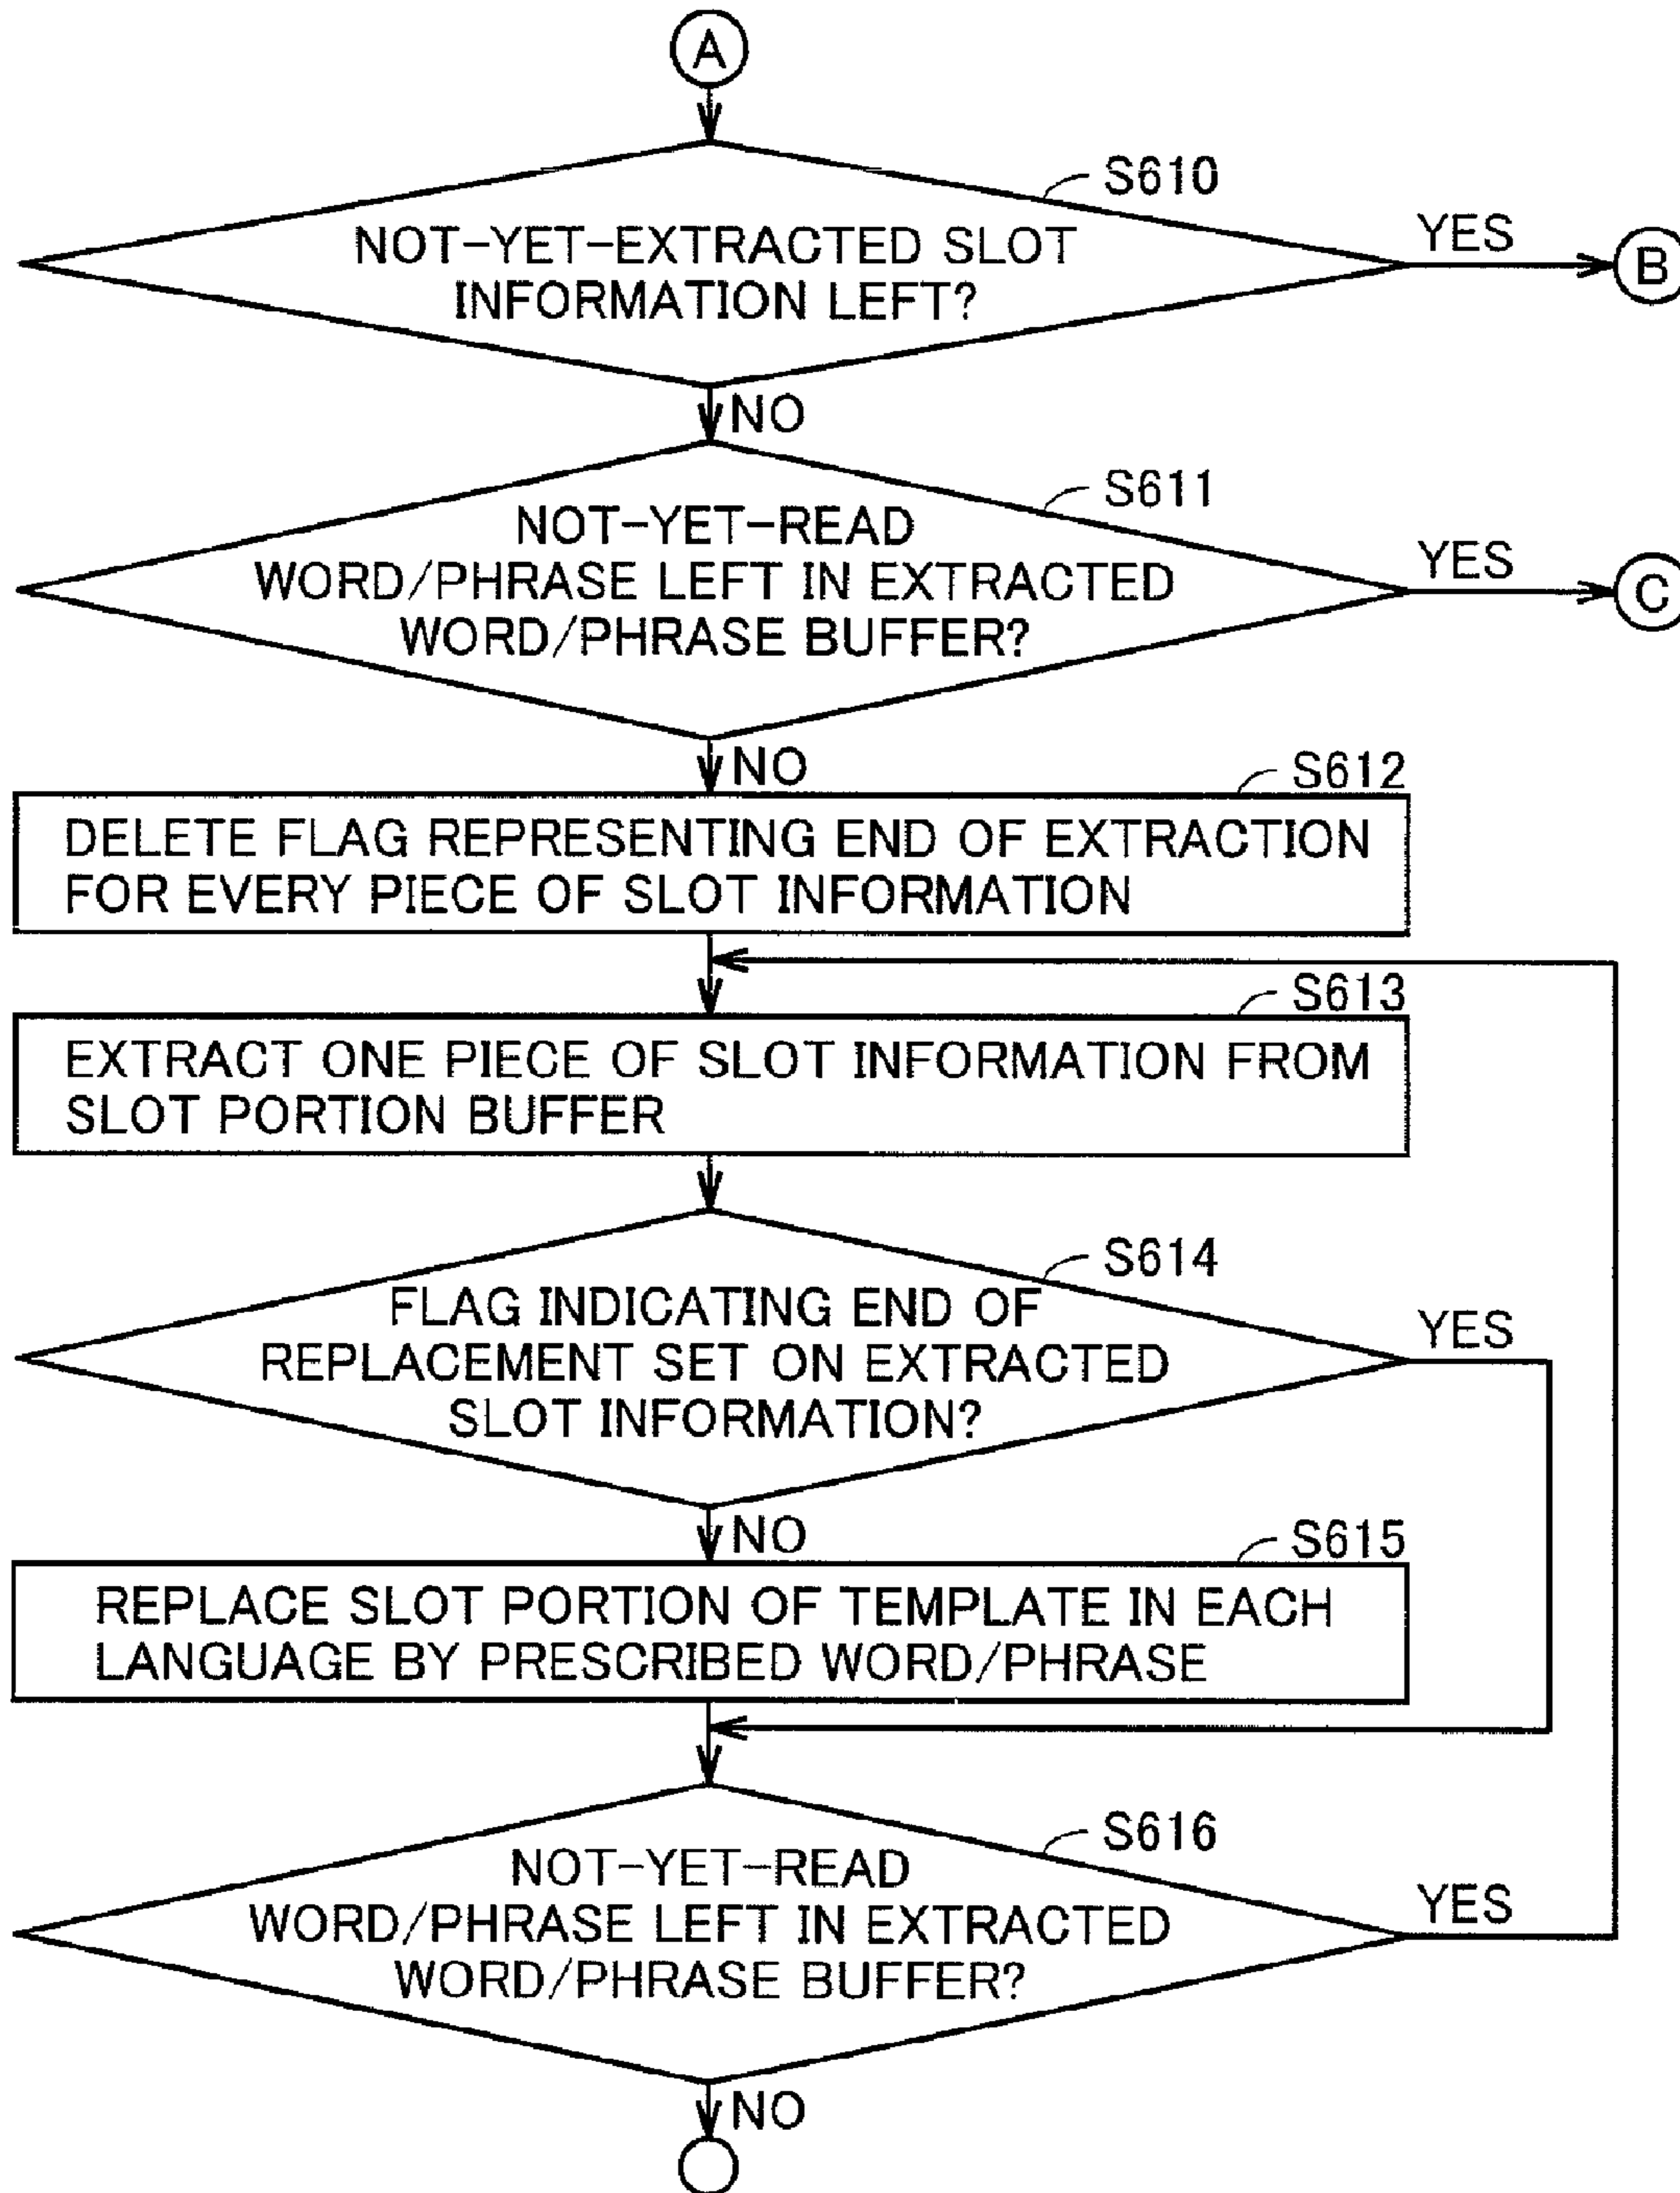 A
S610
NOT-YET-EXTRACTED SLOT
INFORMATION LEFT?
YES
B
NO
S611
NOT-YET-READ
WORD/PHRASE LEFT IN EXTRACTED
WORD/PHRASE BUFFER?
YES
C
NO
S612
DELETE FLAG REPRESENTING END OF EXTRACTION
FOR EVERY PIECE OF SLOT INFORMATION
S613
EXTRACT ONE PIECE OF SLOT INFORMATION FROM
SLOT PORTION BUFFER
S614
FLAG INDICATING END OF
REPLACEMENT SET ON EXTRACTED
SLOT INFORMATION?
YES
NO
S615
REPLACE SLOT PORTION OF TEMPLATE IN EACH
LANGUAGE BY PRESCRIBED WORD/PHRASE
S616
NOT-YET-READ
WORD/PHRASE LEFT IN EXTRACTED
WORD/PHRASE BUFFER?
YES
NO